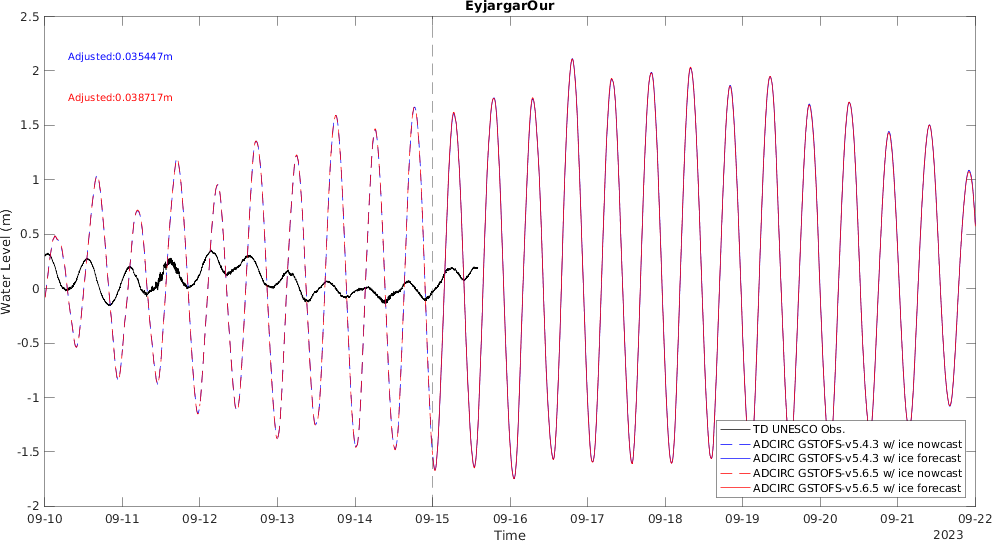 EyjargarOur
Adjusted:0.035447m
Adjusted:0.038717m
Water Level (m)
2.5
2
1.5
1
0.5
0
-0.5
-1
-1.5
-2
TD UNESCO Obs.
ADCIRC GSTOFS-v5.4.3 w/ ice nowcast
ADCIRC GSTOFS-v5.4.3 w/ ice forecast
ADCIRC GSTOFS-v5.6.5 w/ ice nowcast
ADCIRC GSTOFS-v5.6.5 w/ ice forecast
09-10 09-11 09-12 09-13 09-14 09-15 09-16 09-17 09-18 09-19 09-20 09-21 09-22
Time
2023